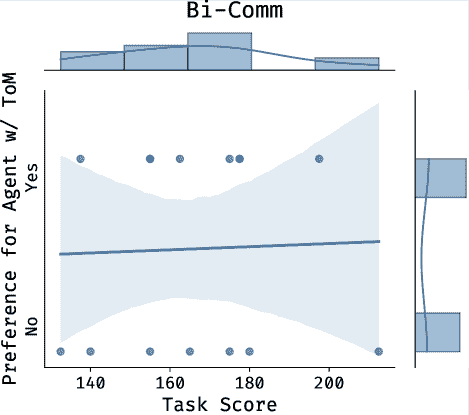 Bi-Comm
Preference for Agent w/ ToM
Yes
No
140 160 180 200
Task Score